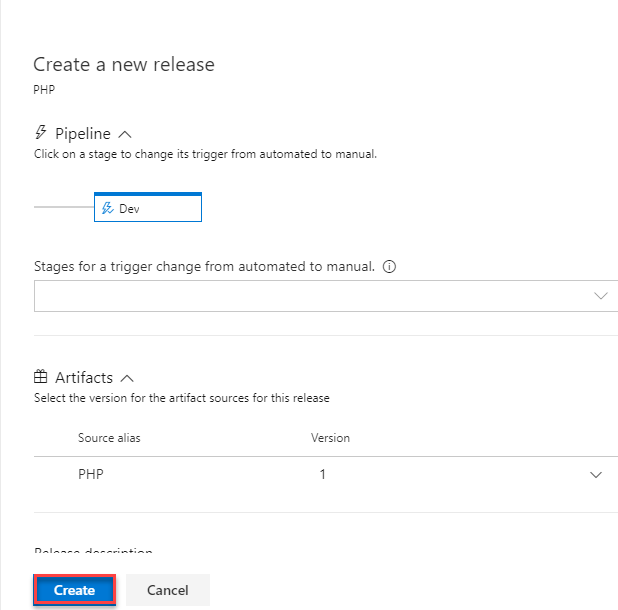 Create a new release
PHP
Pipeline
Click on a stage to change its trigger from automated to manual.
Dev
Stages for a trigger change from automated to manual.
Artifacts
Select the version for the artifact sources for this release
Source alias Version
PHP 1
Release description
Create Cancel